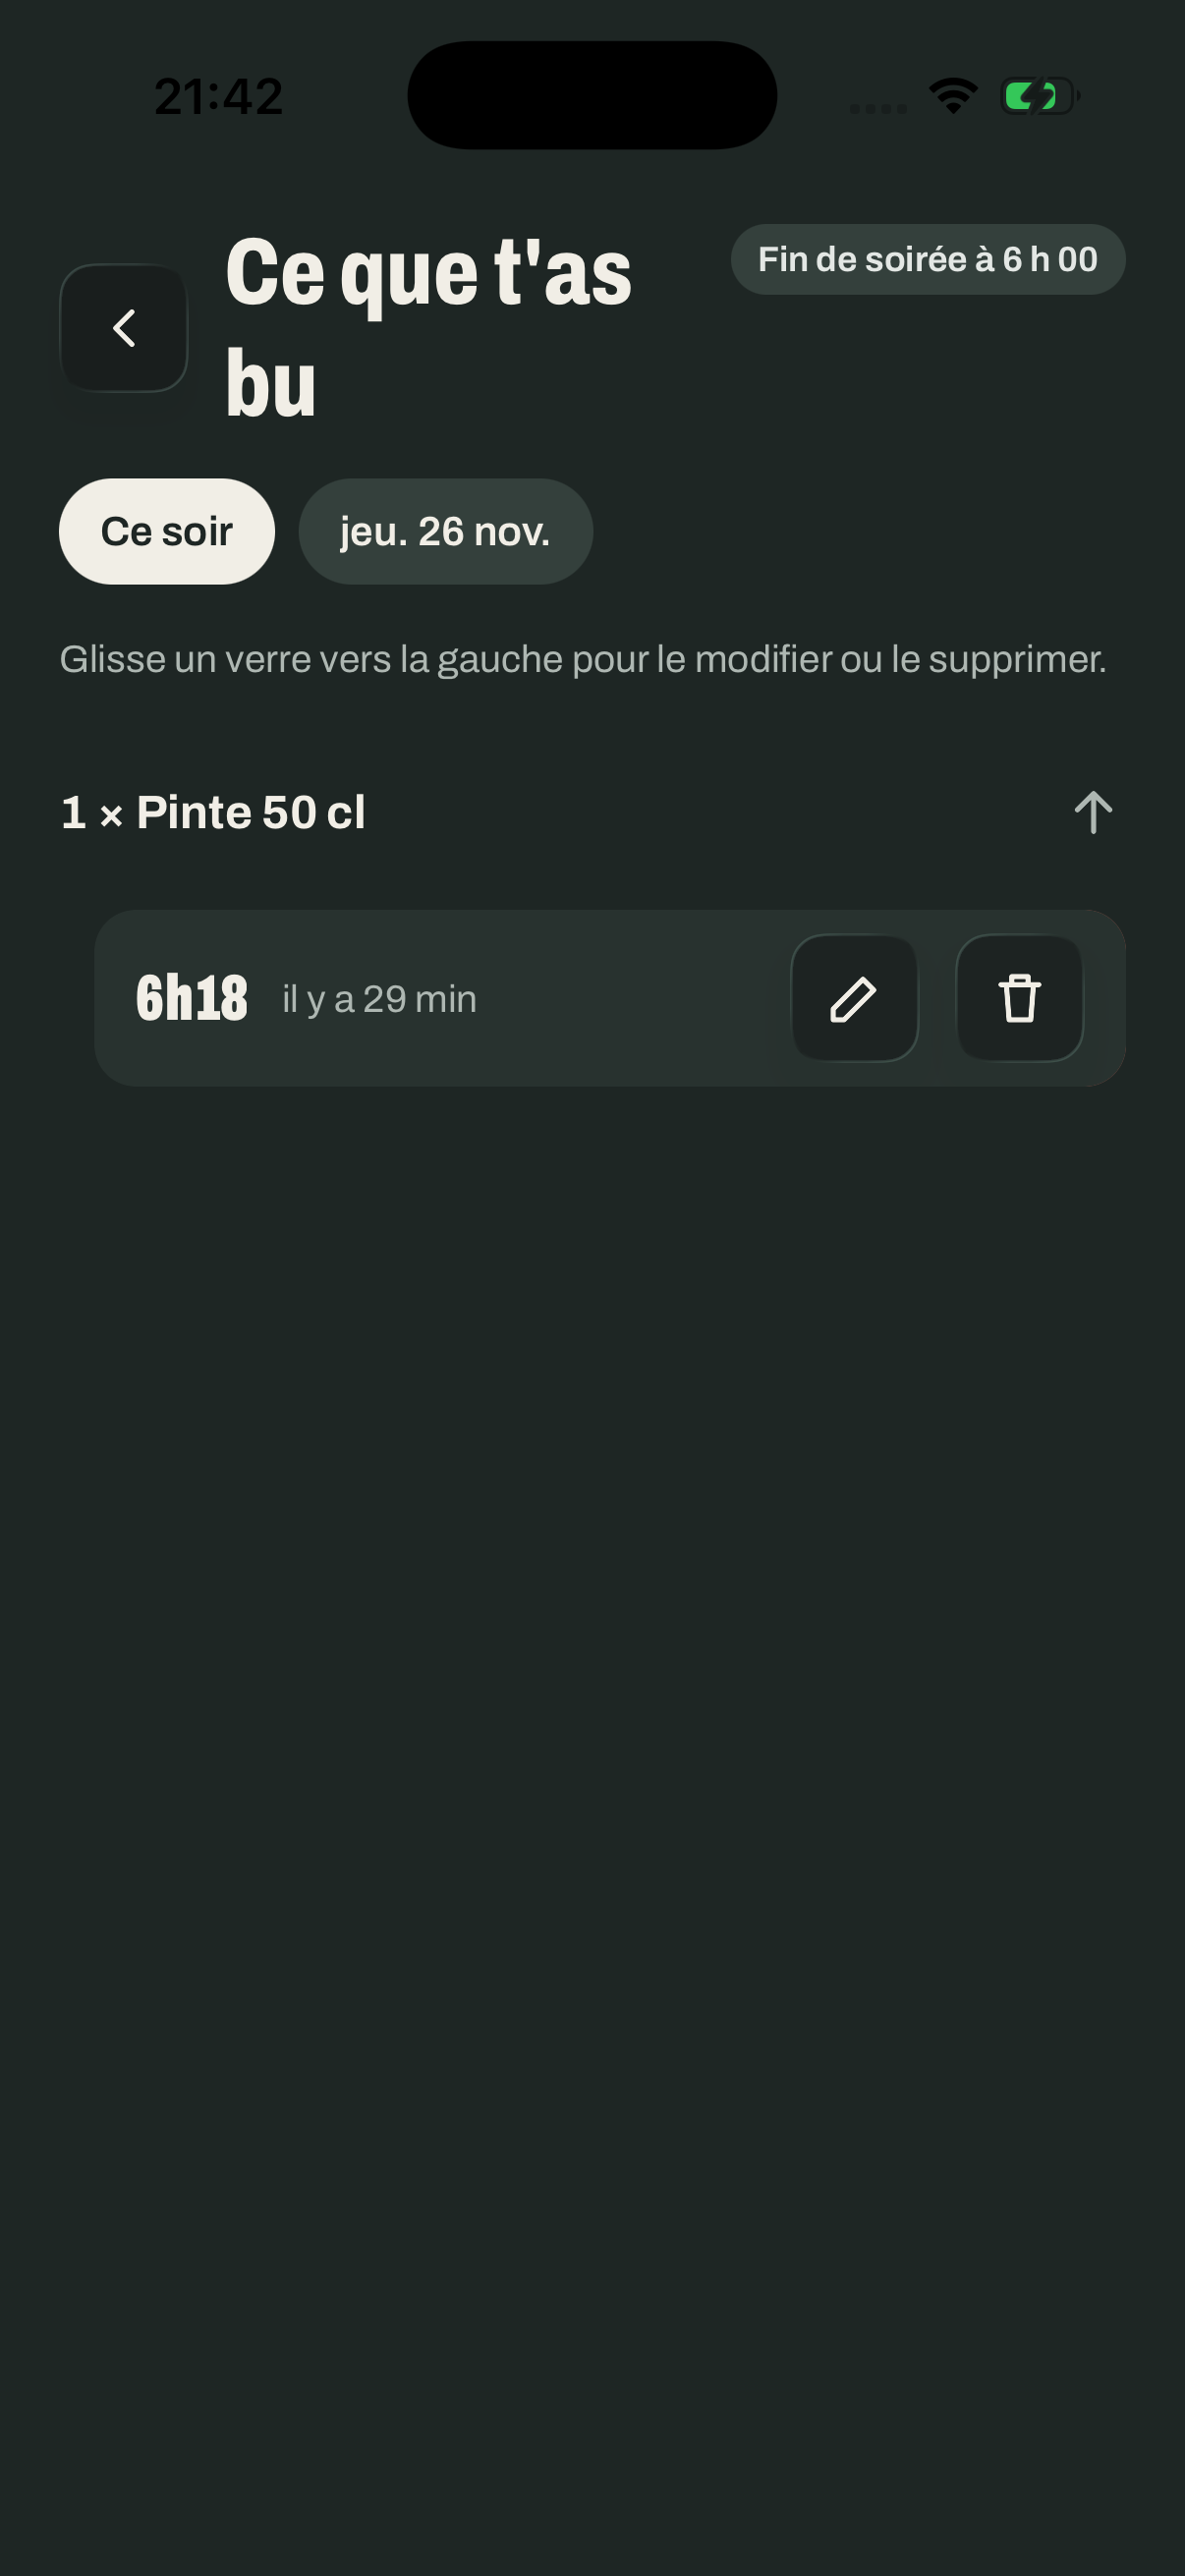 21:42
Ce que t'as
bu
Fin de soirée à 6 h 00
Ce soir
jeu. 26 nov.
Glisse un verre vers la gauche pour le modifier ou le supprimer.
1 × Pinte 50 cl
6h18 il y a 29 min